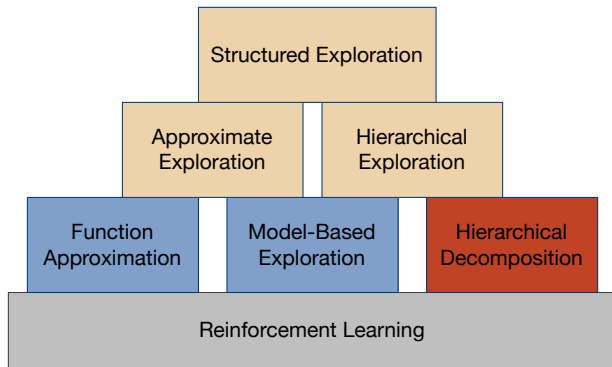 Structured Exploration
Approximate
Exploration
Hierarchical
Exploration
Function
Approximation
Model-Based
Exploration
Hierarchical
Decomposition
Reinforcement Learning